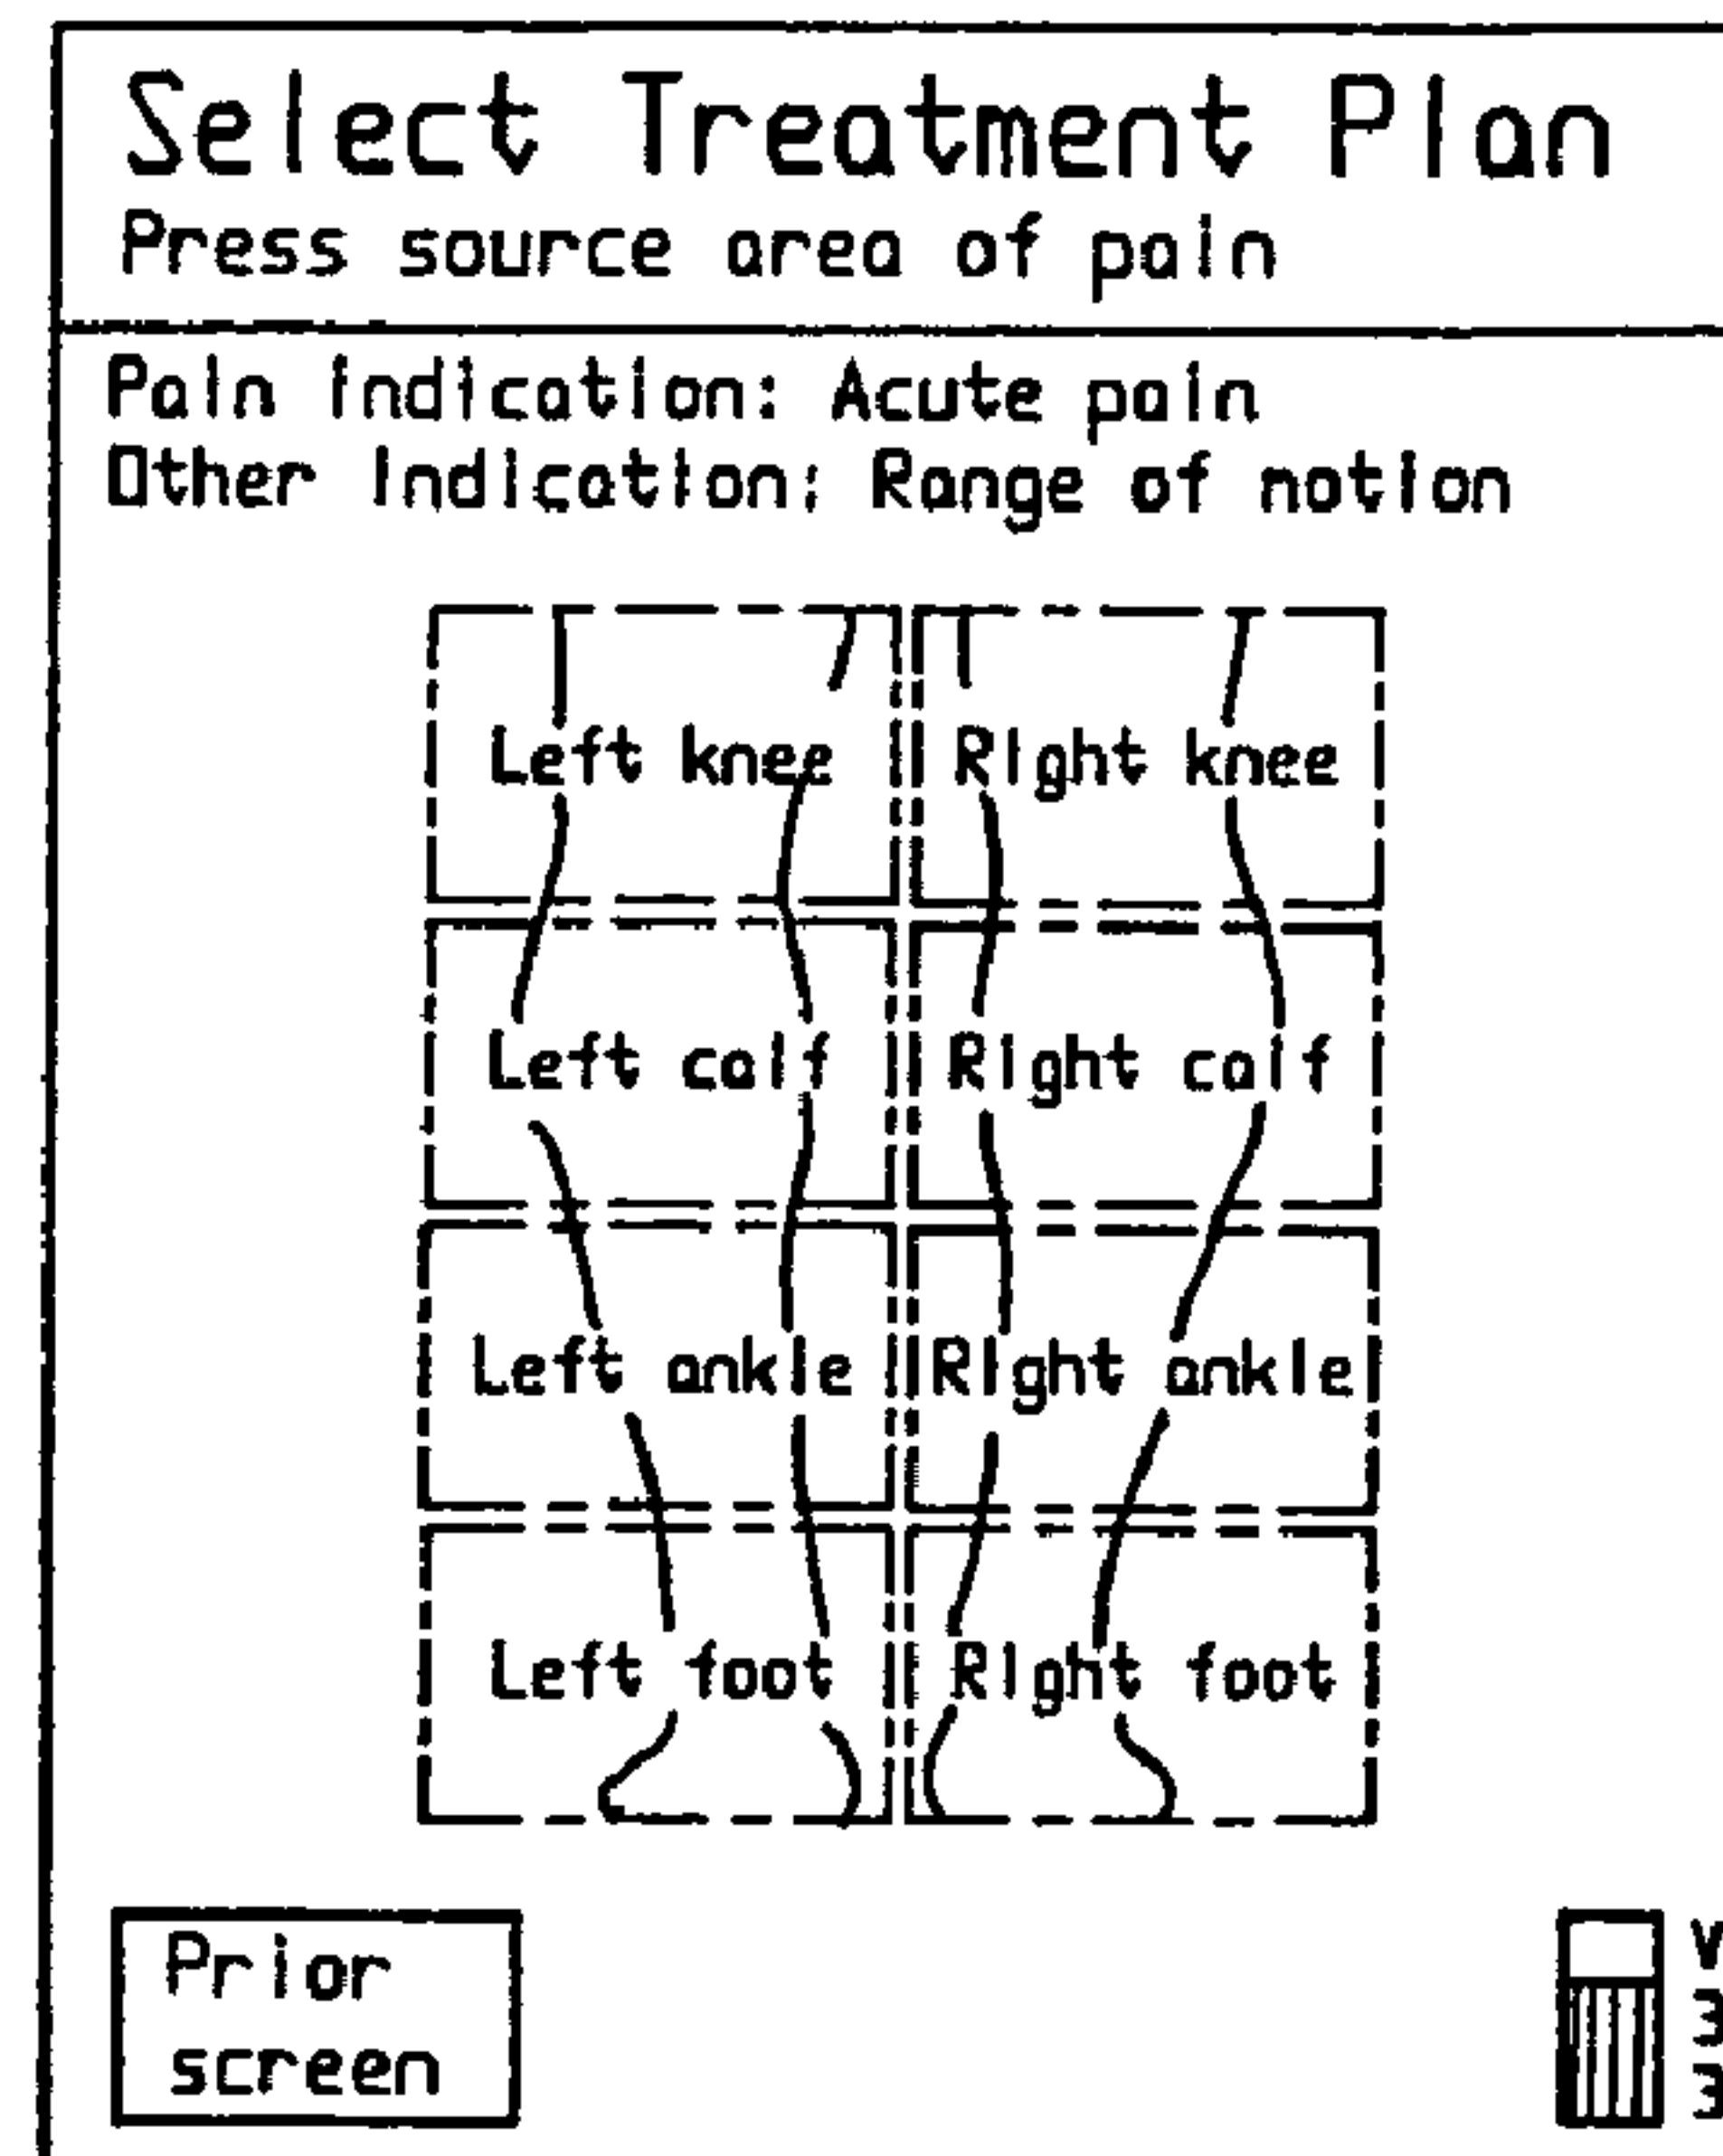 Select Treatment Plan
Press source area of pain
Pain indication: Acute pain
Other indication: Range of motion
Left knee Right knee
Left calf Right calf
Left ankle Right ankle
Left foot Right foot
Prior
screen